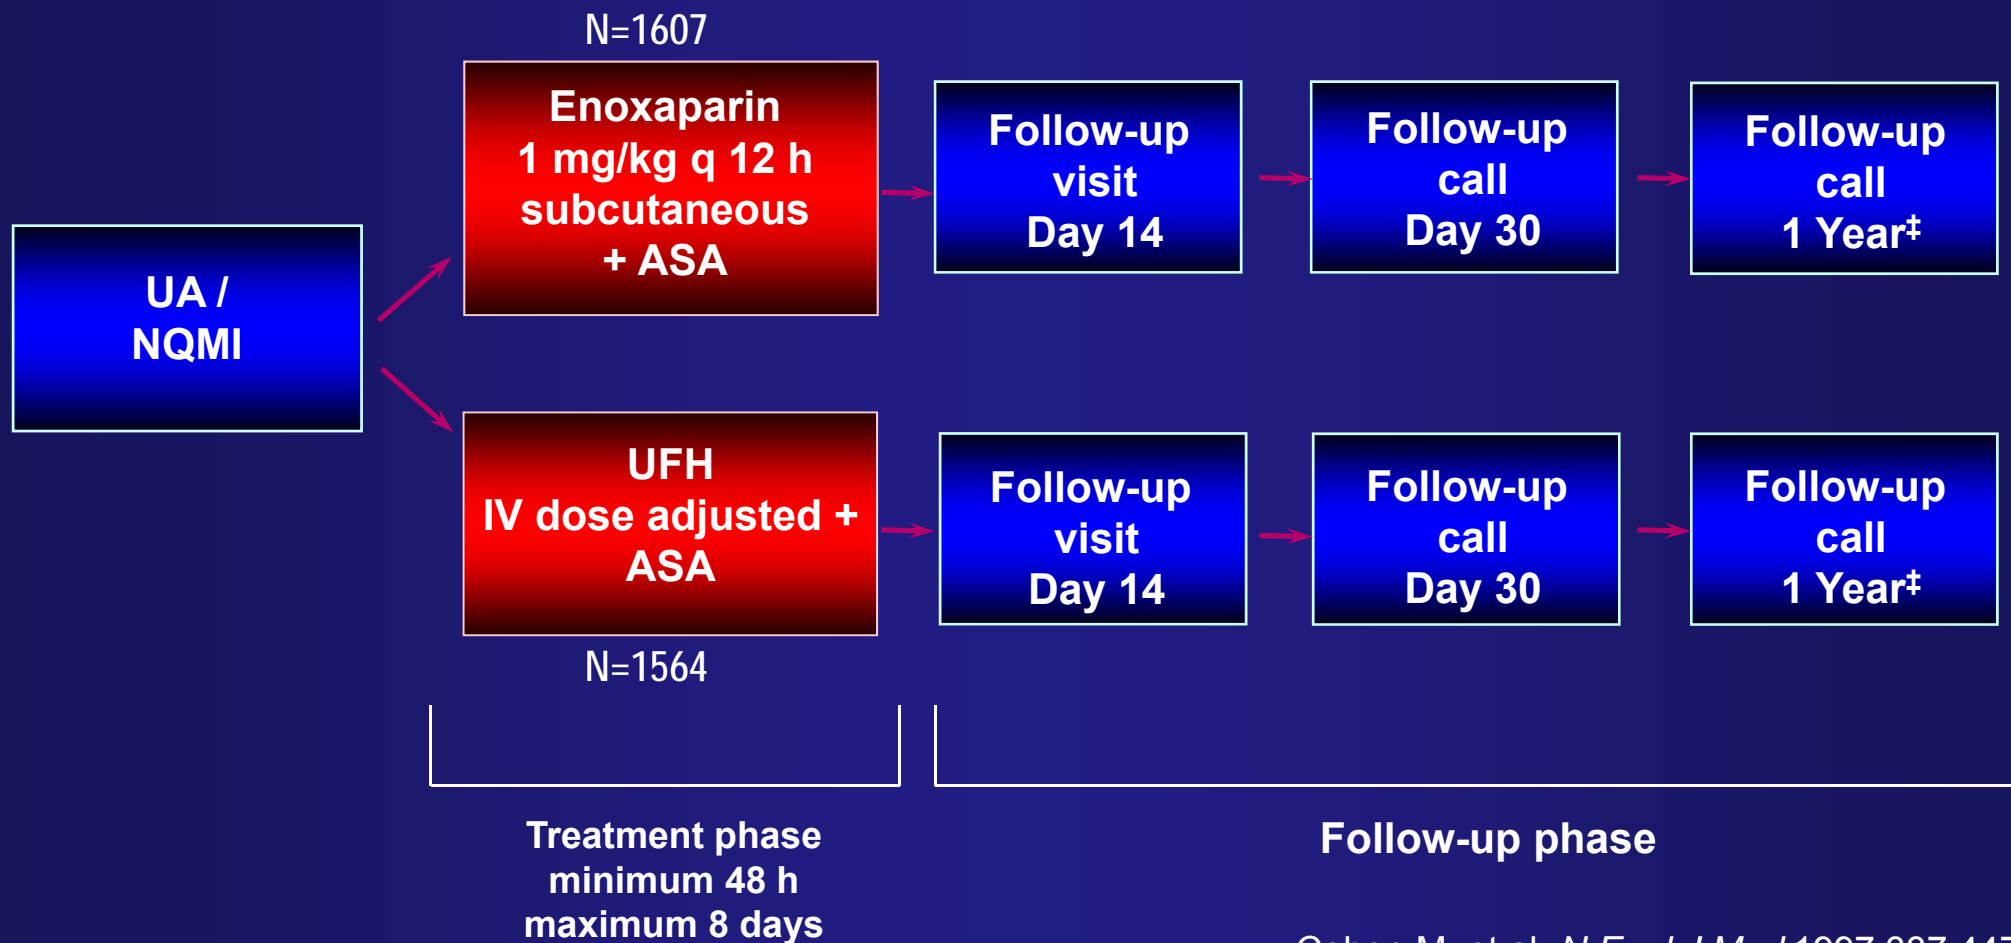 N=1607
Enoxaparin
1 mg/kg q 12 h
subcutaneous
+ ASA
Follow-up
visit
Day 14
Follow-up
call
Day 30
Follow-up
call
1 Year‡
UA /
NQMI
UFH
IV dose adjusted +
ASA
N=1564
Follow-up
visit
Day 14
Follow-up
call
Day 30
Follow-up
call
1 Year‡
Treatment phase
minimum 48 h
maximum 8 days
Follow-up phase